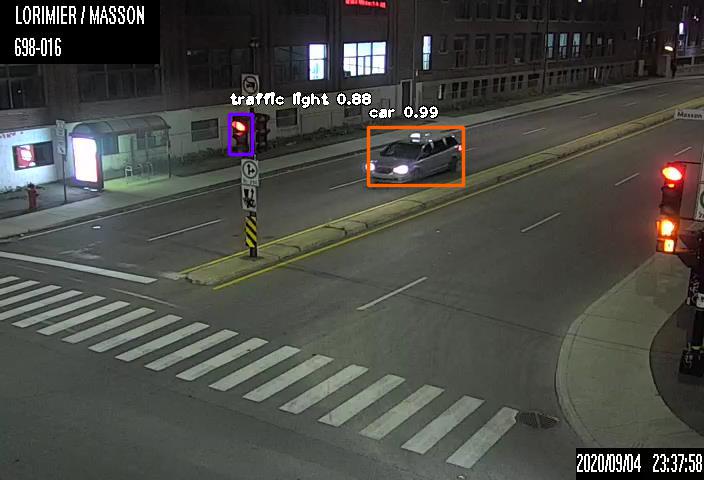 LORIMIER / MASSON
698-016
traffic light 0.88
car 0.99
Masson
2020/09/04 23:37:58